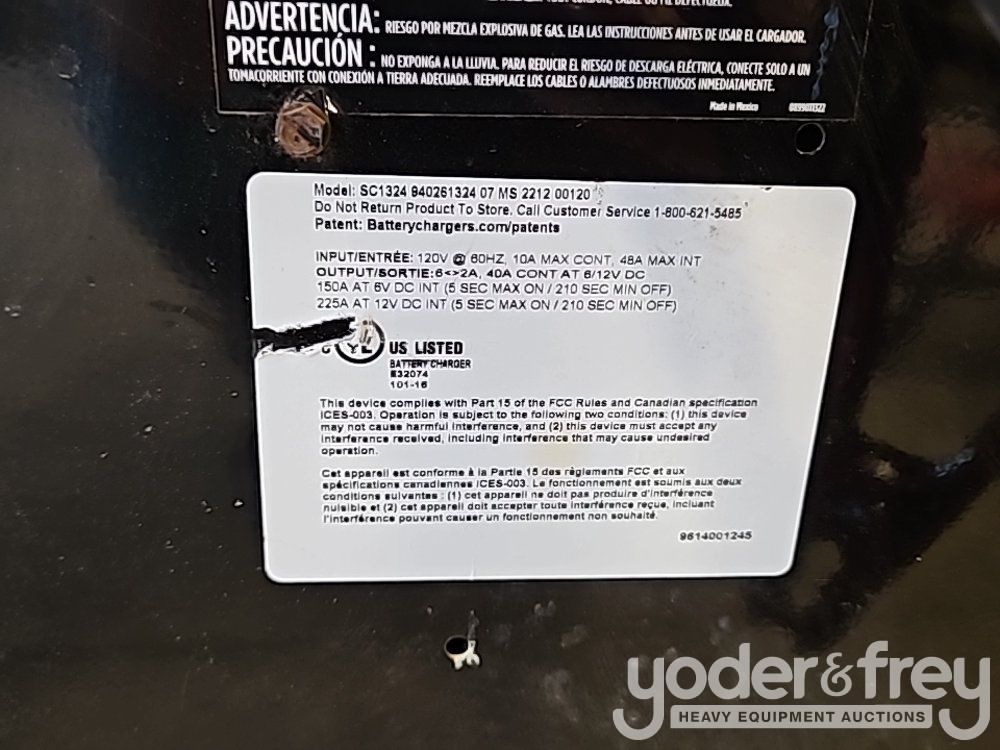 ADVERTENCIA: RIESGO POR MEZCLA EXPLOSIVA DE GAS. LEA LAS INSTRUCCIONES ANTES DE USAR EL CARGADOR.
PRECAUCIÓN : NO EXPONGA A LA LLUVIA. PARA REDUCIR EL RIESGO DE DESCARGA ELÉCTRICA, CONECTE SOLO A UN
TOMACORRIENTE CON CONEXIÓN A TIERRA ADECUADA. REEMPLACE LOS CABLES O ALAMBRES DEFECTUOSOS INMEDIATAMENTE.
Made in Mexico
Model: SC1324 940261324 07 MS 2212 00120
Do Not Return Product To Store. Call Customer Service 1-800-621-5485
Patent: Batterychargers.com/patents
INPUT/ENTRÉE: 120V @ 60HZ, 10A MAX CONT, 48A MAX INT
OUTPUT/SORTIE:6<>2A, 40A CONT AT 6/12V DC
150A AT 6V DC INT (5 SEC MAX ON / 210 SEC MIN OFF)
225A AT 12V DC INT (5 SEC MAX ON / 210 SEC MIN OFF)
US LISTED
BATTERY CHARGER
E32074
101-16
This device complies with Part 15 of the FCC Rules and Canadian specification
ICES-003. Operation is subject to the following two conditions: (1) this device
may not cause harmful interference, and (2) this device must accept any
interference received, including interference that may cause undesired
operation.
Cet appareil est conforme à la Partie 15 des règlements FCC et aux
spécifications canadiennes ICES-003. Le fonctionnement est soumis aux deux
conditions suivantes : (1) cet appareil ne doit pas produire d'interférence
nuisible et (2) cet appareil doit accepter toute interférence reçue, incluant
l'interférence pouvant causer un fonctionnement non souhaité.
9614001245
yoder&frey
HEAVY EQUIPMENT AUCTIONS